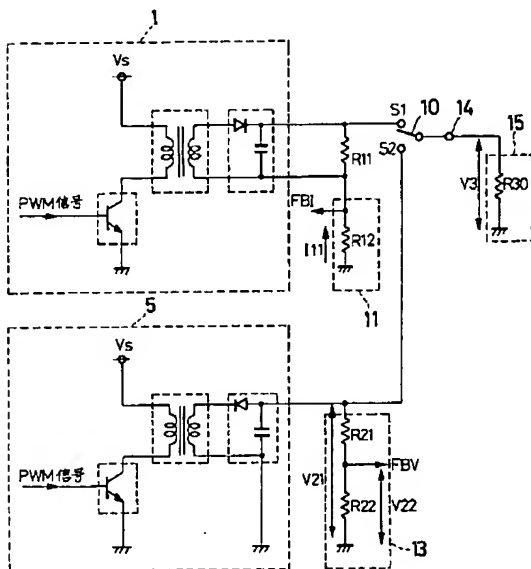 1
Vs
PWM信号
S1
S2
10
14
15
R11
FBI
I11
R12
11
V3
R30
5
Vs
PWM信号
V21
R21
FBV
R22
V22
13